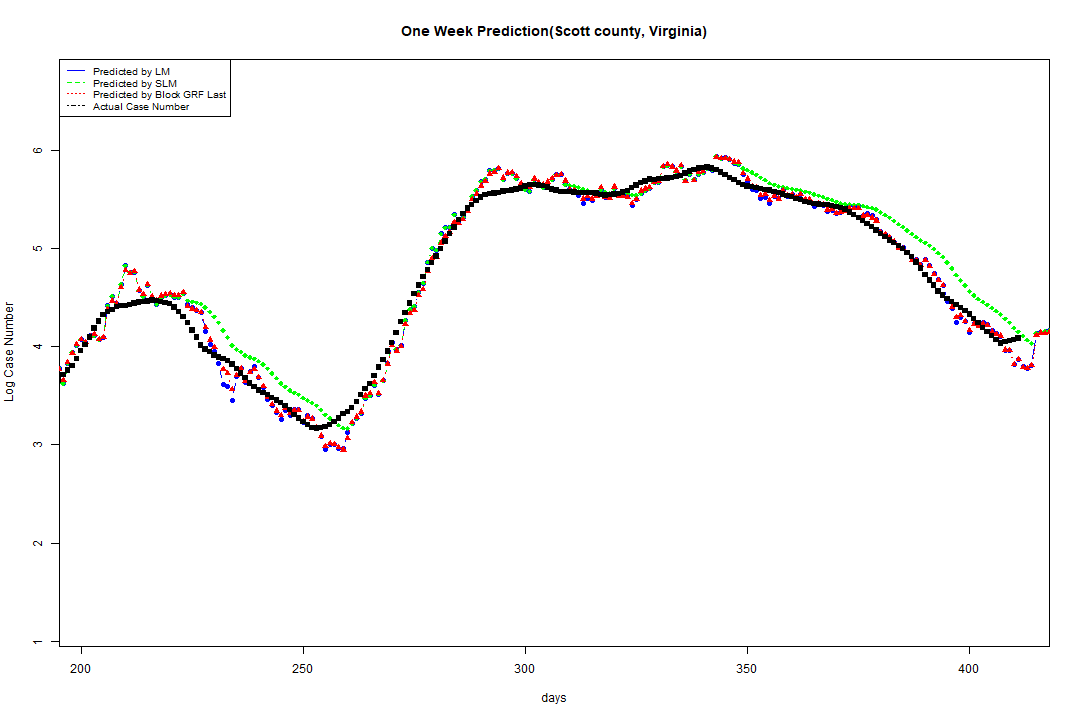 One Week Prediction(Scott county, Virginia)
Predicted by LM
Predicted by SLM
Predicted by Block GRF Last
Actual Case Number
6
5
4
3
2
1
Log Case Number
200 250 300 350 400
days